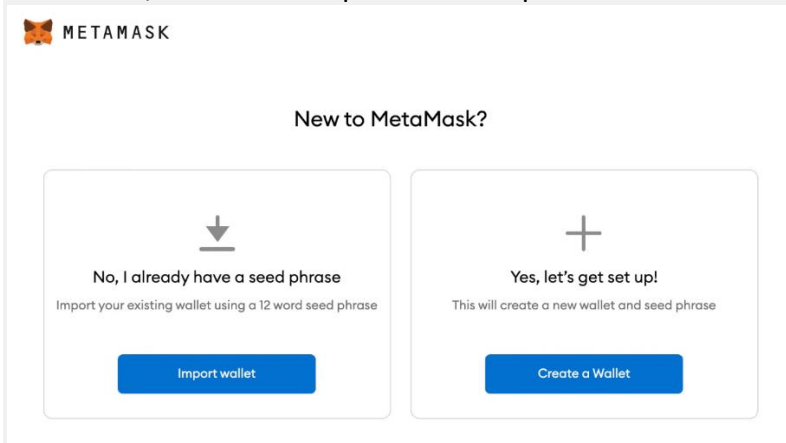 METAMASK
New to MetaMask?
No, I already have a seed phrase
Import your existing wallet using a 12 word seed phrase
Import wallet
Yes, let's get set up!
This will create a new wallet and seed phrase
Create a Wallet